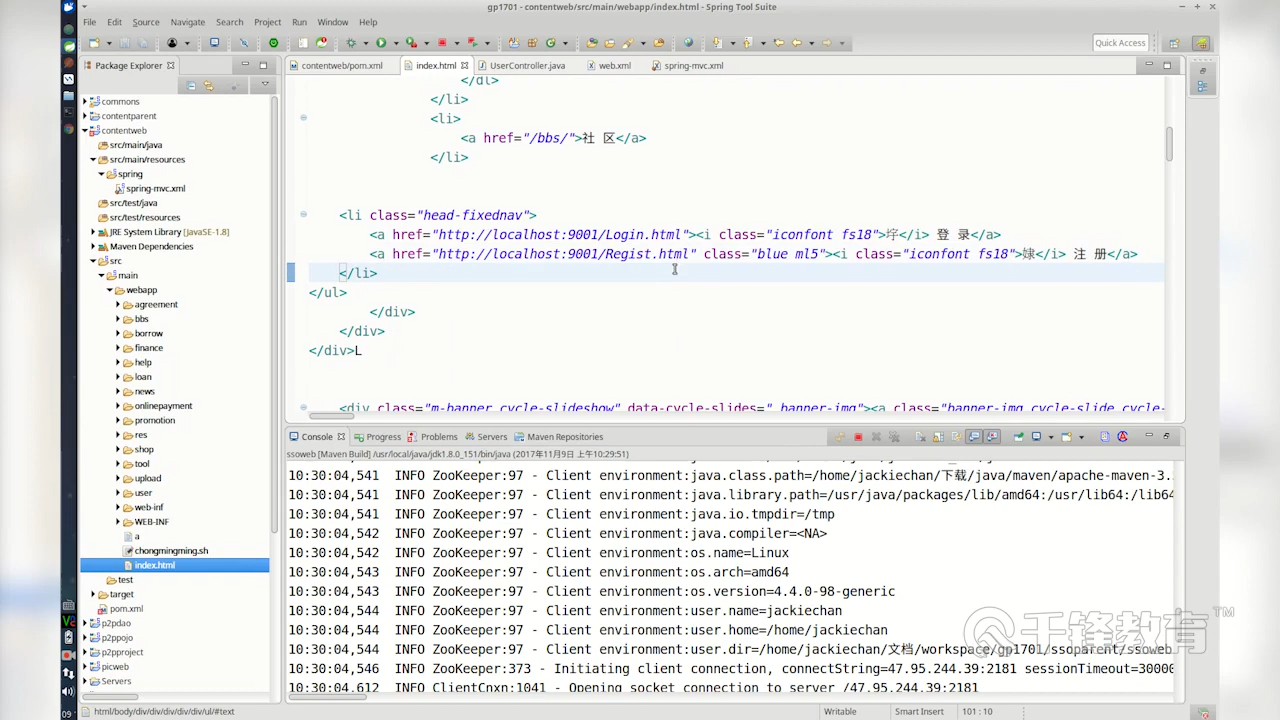 gp1701 - contentweb/src/main/webapp/index.html - Spring Tool Suite
File Edit Source Navigate Search Project Run Window Help
Quick Access
Package Explorer
contentweb/pom.xml index.html UserController.java web.xml spring-mvc.xml
commons
contentparent
contentweb
src/main/java
src/main/resources
spring
spring-mvc.xml
src/test/java
src/test/resources
JRE System Library [JavaSE-1.8]
Maven Dependencies
src
main
webapp
agreement
bbs
borrow
finance
help
loan
news
onlinepayment
promotion
res
shop
tool
upload
user
web-inf
WEB-INF
a
chongmingming.sh
index.html
test
target
pom.xml
p2pdao
p2ppojo
p2pproject
picweb
Servers
</dl>
</li>
<li>
<a href="/bbs/">社 区</a>
</li>
<li class="head-fixednav">
<a href="http://localhost:9001/Login.html"><i class="iconfont fs18"></i> 登 录</a>
<a href="http://localhost:9001/Regist.html" class="blue ml5"><i class="iconfont fs18"></i> 注 册</a>
</li>
</ul>
</div>
</div>
</div>L
<div class="m-banner cycle-slideshow" data-cycle-slides=" banner-img"><a class="banner-img cycle-slide cycle-
Console Progress Problems Servers Maven Repositories
ssoweb [Maven Build] /usr/local/java/jdk1.8.0_151/bin/java (2017年11月9日 上午10:29:51)
10:30:04,541 INFO ZooKeeper:97 - Client environment:java.class.path=/home/jackiechan/下载/java/maven/apache-maven-3.
10:30:04,541 INFO ZooKeeper:97 - Client environment:java.library.path=/usr/java/packages/lib/amd64:/usr/lib64:/lib64
10:30:04,541 INFO ZooKeeper:97 - Client environment:java.io.tmpdir=/tmp
10:30:04,542 INFO ZooKeeper:97 - Client environment:java.compiler=<NA>
10:30:04,542 INFO ZooKeeper:97 - Client environment:os.name=Linux
10:30:04,543 INFO ZooKeeper:97 - Client environment:os.arch=amd64
10:30:04,543 INFO ZooKeeper:97 - Client environment:os.version=4.4.0-98-generic
10:30:04,544 INFO ZooKeeper:97 - Client environment:user.name=jackiechan
10:30:04,544 INFO ZooKeeper:97 - Client environment:user.home=/home/jackiechan
10:30:04,544 INFO ZooKeeper:97 - Client environment:user.dir=/home/jackiechan/文档/workspace/gp1701/ssoparent/ssoweb
10:30:04,546 INFO ZooKeeper:373 - Initiating client connection, connectString=47.95.244.39:2181 sessionTimeout=30000
10:30:04,612 INFO ClientCnxn:1041 - Opening socket connection to server /47.95.244.39:2181
千锋教育 TM
html/body/div/div/div/div/ul/#text
Writable
Smart Insert
101 : 10
09